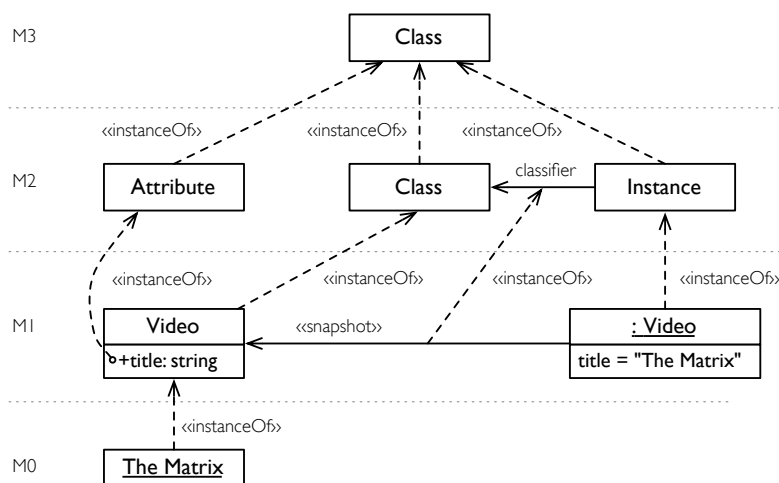 M3
Class
«instanceOf» «instanceOf» «instanceOf»
M2
Attribute
Class
classifier
Instance
«instanceOf» «instanceOf» «instanceOf» «instanceOf»
M1
Video
+title: string
«snapshot»
: Video
title = "The Matrix"
«instanceOf»
M0
The Matrix